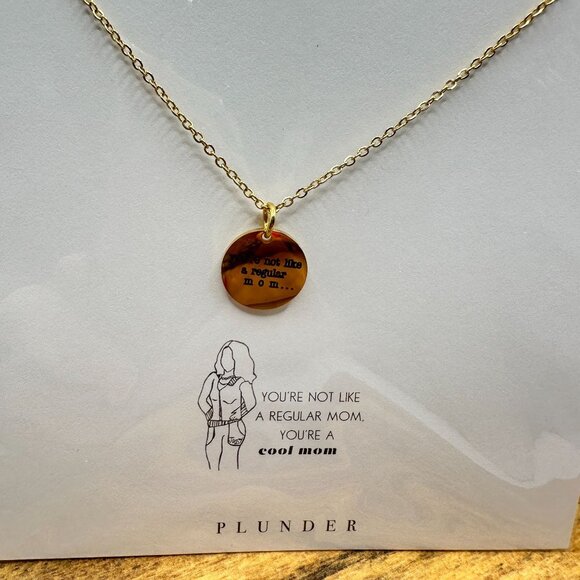 not like
a regular
m o m . . .
YOU'RE NOT LIKE
A REGULAR MOM,
YOU'RE A
cool mom
PLUNDER